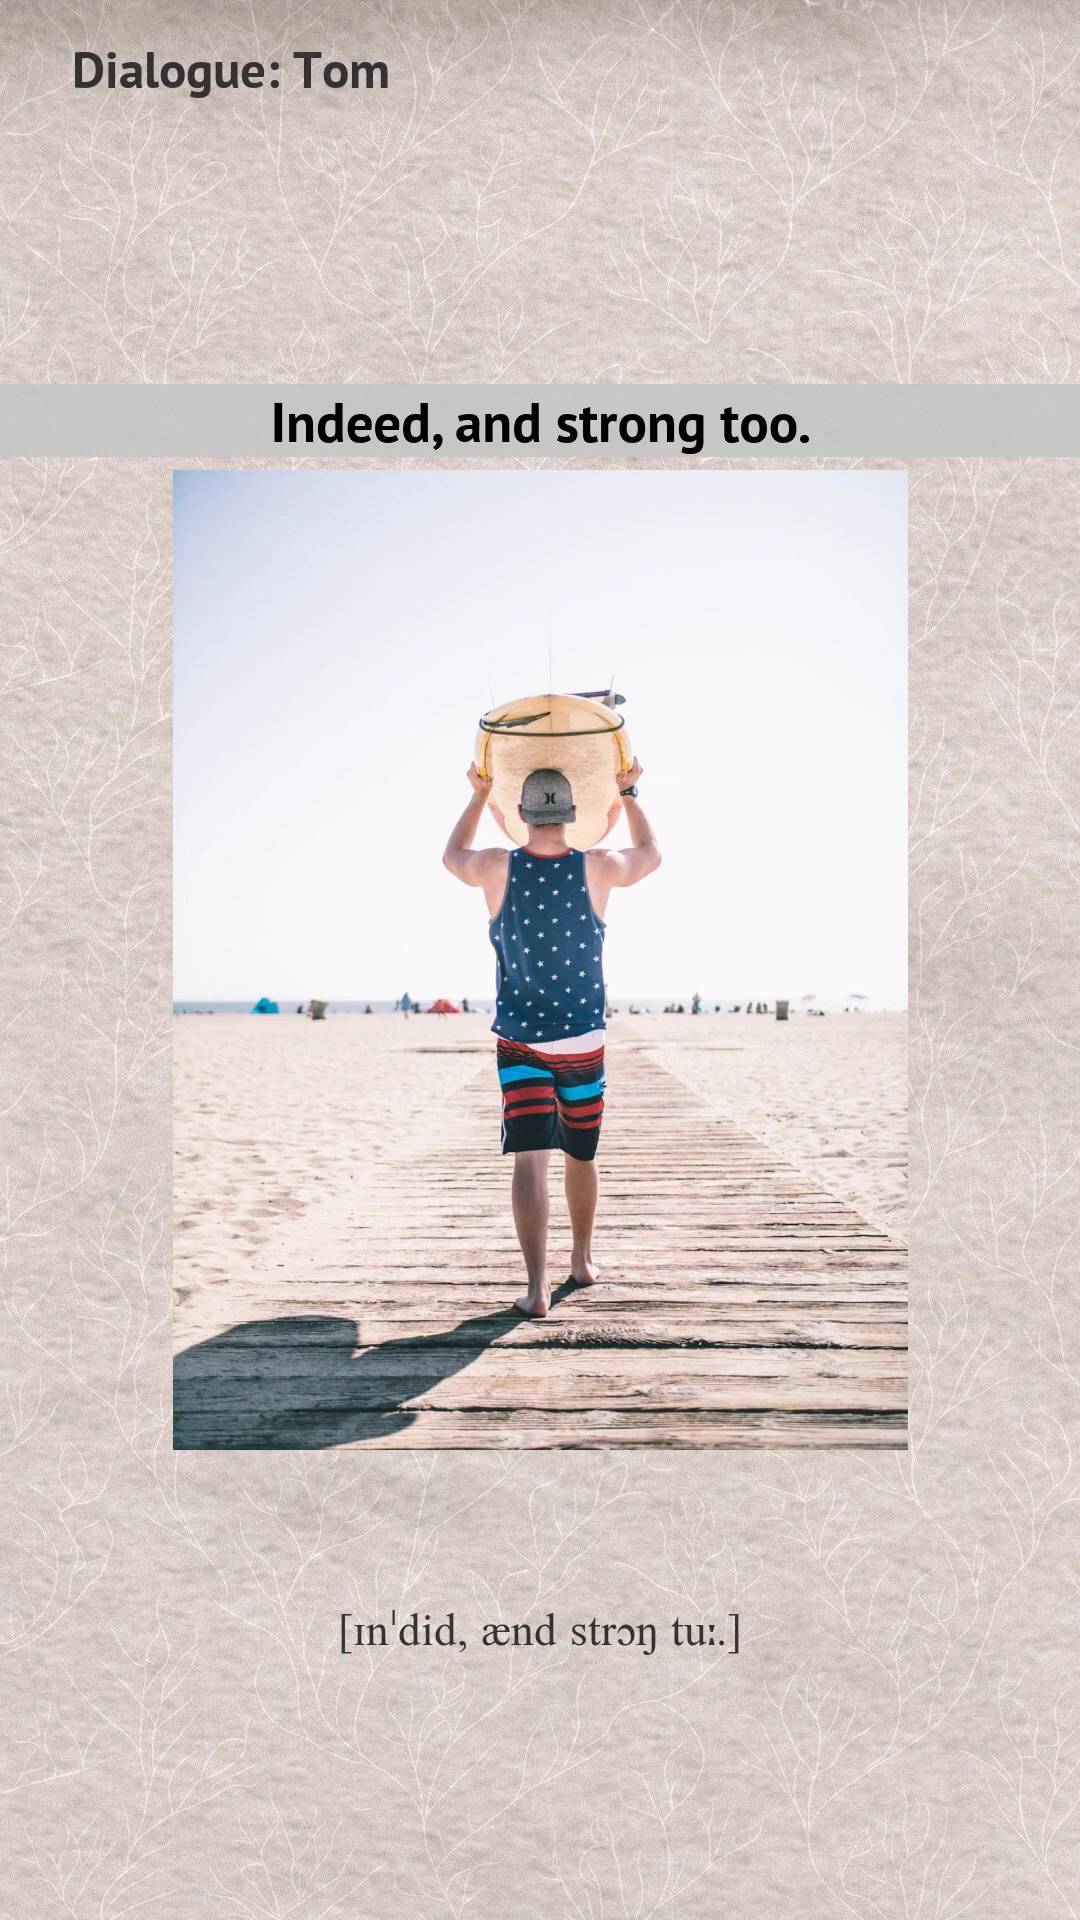 Dialogue: Tom
Indeed, and strong too.
[ɪnˈdid, ænd strɔŋ tuː.]